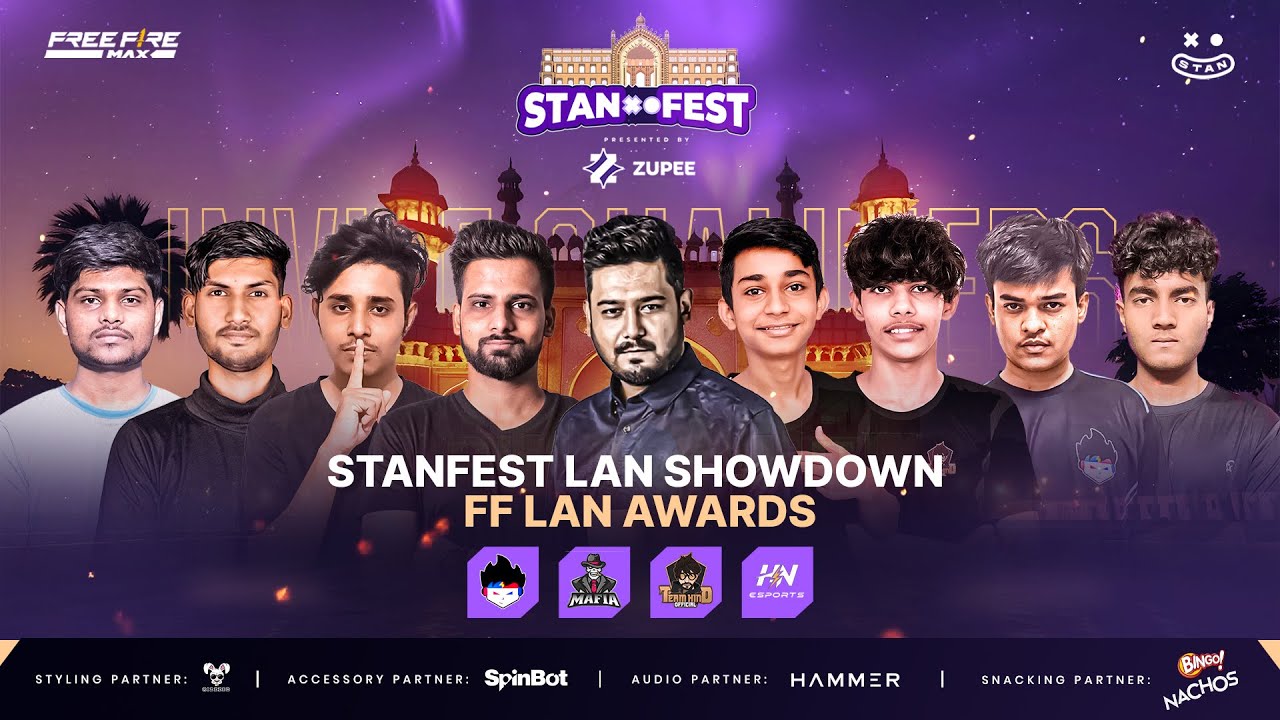 FREE FIRE
MAX
STAN FEST
PRESENTED BY
ZUPEE
STAN
STANFEST LAN SHOWDOWN
FF LAN AWARDS
MAFIA
TEAM HIND
OFFICIAL
HN
ESPORTS
STYLING PARTNER:
ACCESSORY PARTNER: SpinBot
AUDIO PARTNER: HAMMER
SNACKING PARTNER: BINGO!
NACHOS